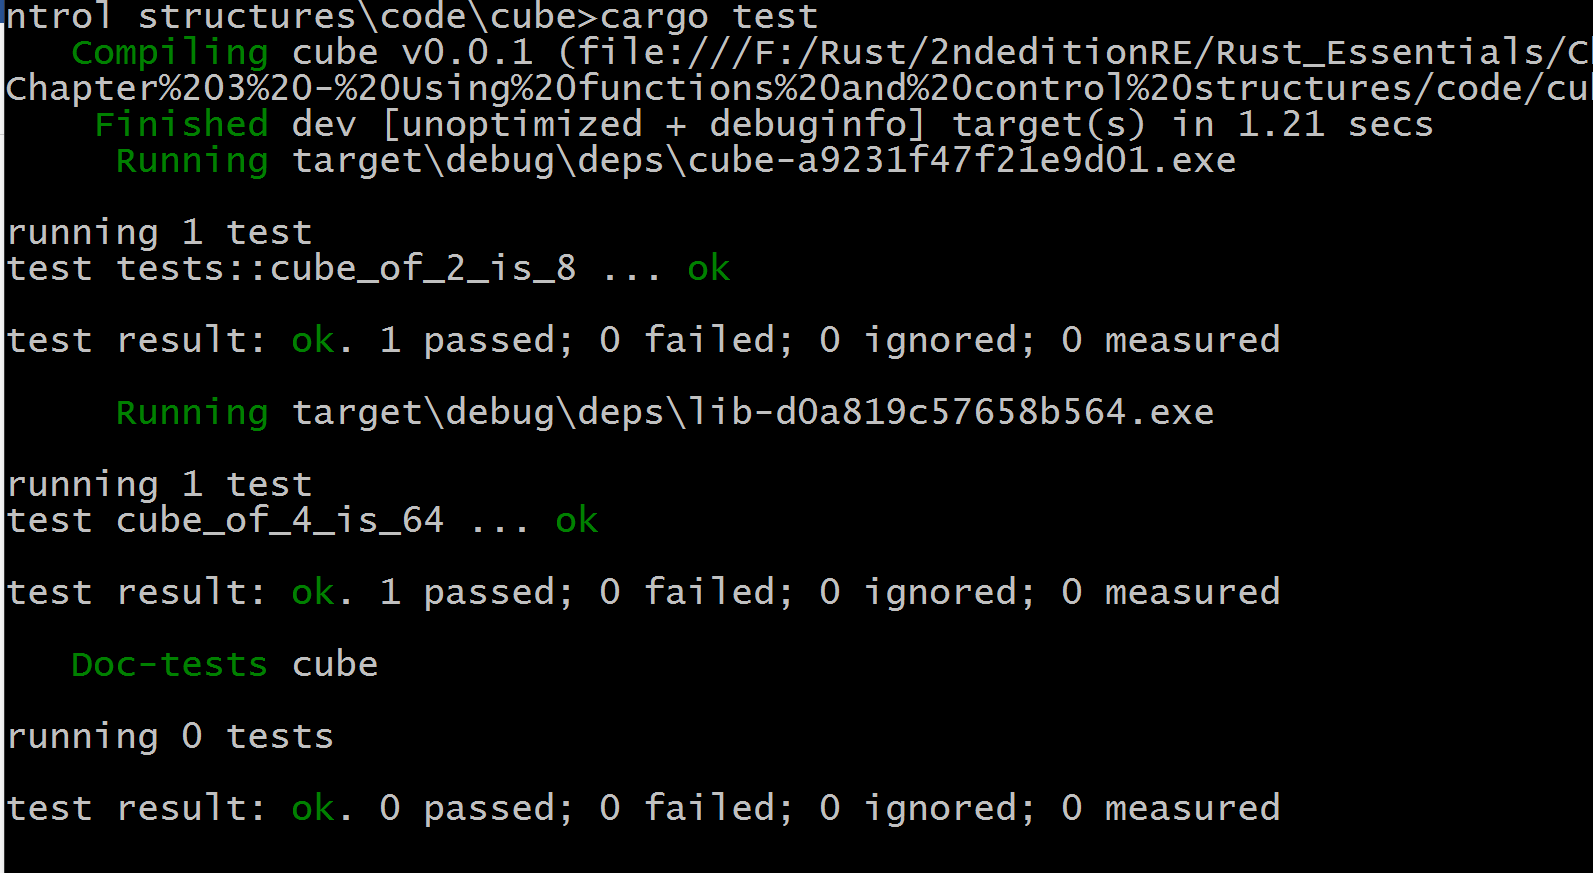 ntrol structures\code\cube>cargo test
Compiling cube v0.0.1 (file:///F:/Rust/2ndeditionRE/Rust_Essentials/Ch
Chapter%203%20-%20Using%20functions%20and%20control%20structures/code/cub
Finished dev [unoptimized + debuginfo] target(s) in 1.21 secs
Running target\debug\deps\cube-a9231f47f21e9d01.exe
running 1 test
test tests::cube_of_2_is_8 ... ok
test result: ok. 1 passed; 0 failed; 0 ignored; 0 measured
Running target\debug\deps\lib-d0a819c57658b564.exe
running 1 test
test cube_of_4_is_64 ... ok
test result: ok. 1 passed; 0 failed; 0 ignored; 0 measured
Doc-tests cube
running 0 tests
test result: ok. 0 passed; 0 failed; 0 ignored; 0 measured